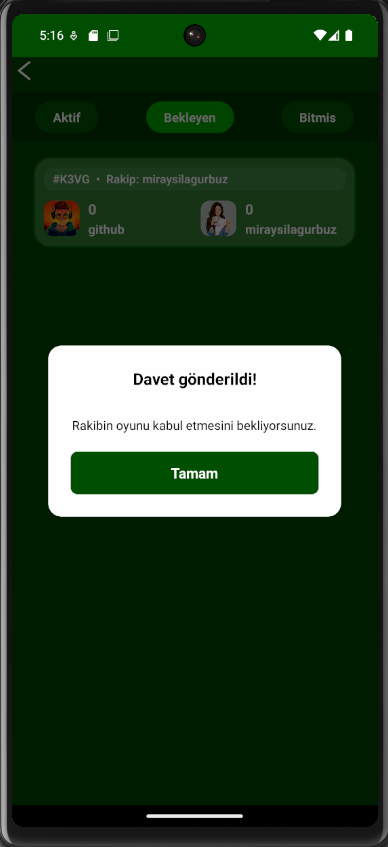 5:16
Aktif
Bekleyen
Bitmis
#K3VG • Rakip: miraysilagurbuz
0
github
0
miraysilagurbuz
Davet gönderildi!
Rakibin oyunu kabul etmesini bekliyorsunuz.
Tamam